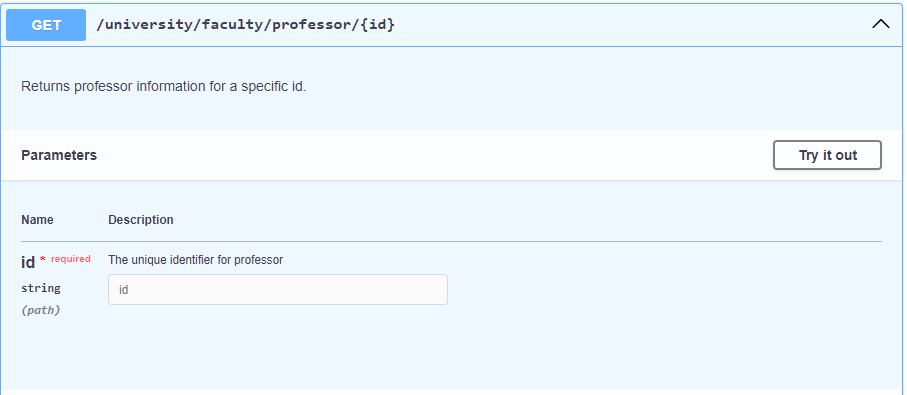 GET /university/faculty/professor/{id}
Returns professor information for a specific id.
Parameters Try it out
Name Description
id * required The unique identifier for professor
string id
(path)